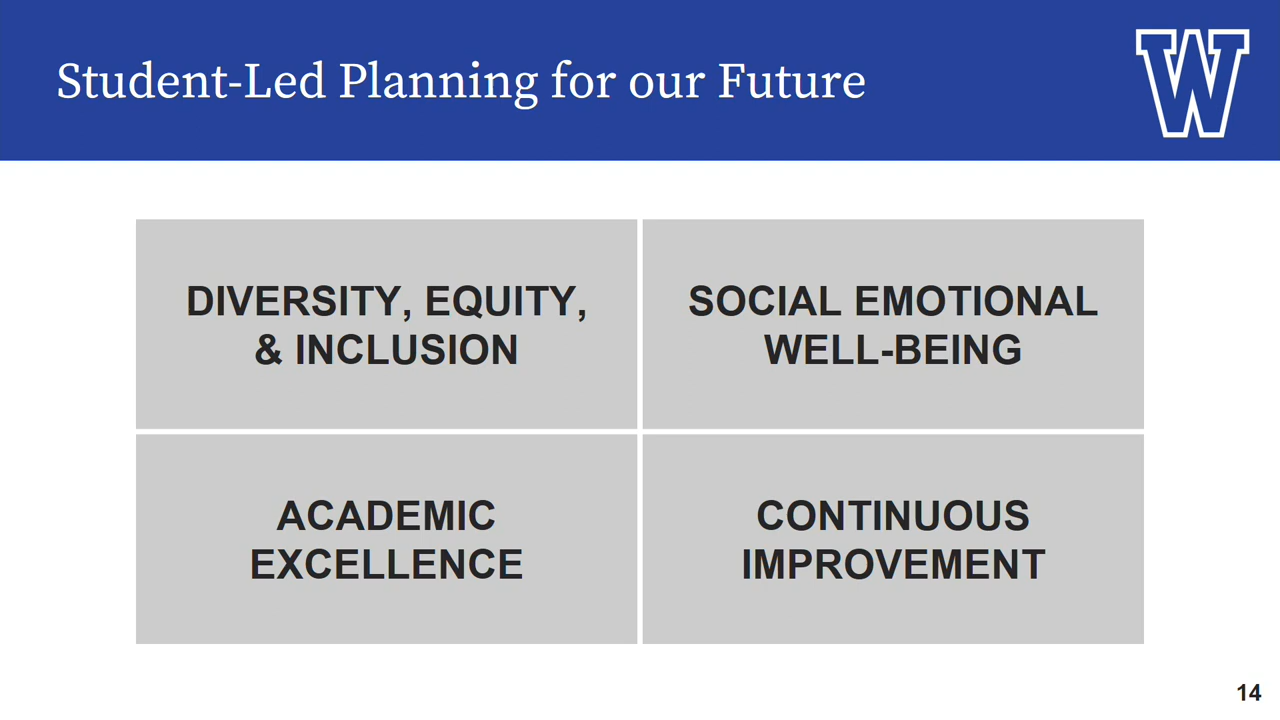 Student-Led Planning for our Future
W
DIVERSITY, EQUITY,
& INCLUSION
SOCIAL EMOTIONAL
WELL-BEING
ACADEMIC
EXCELLENCE
CONTINUOUS
IMPROVEMENT
14